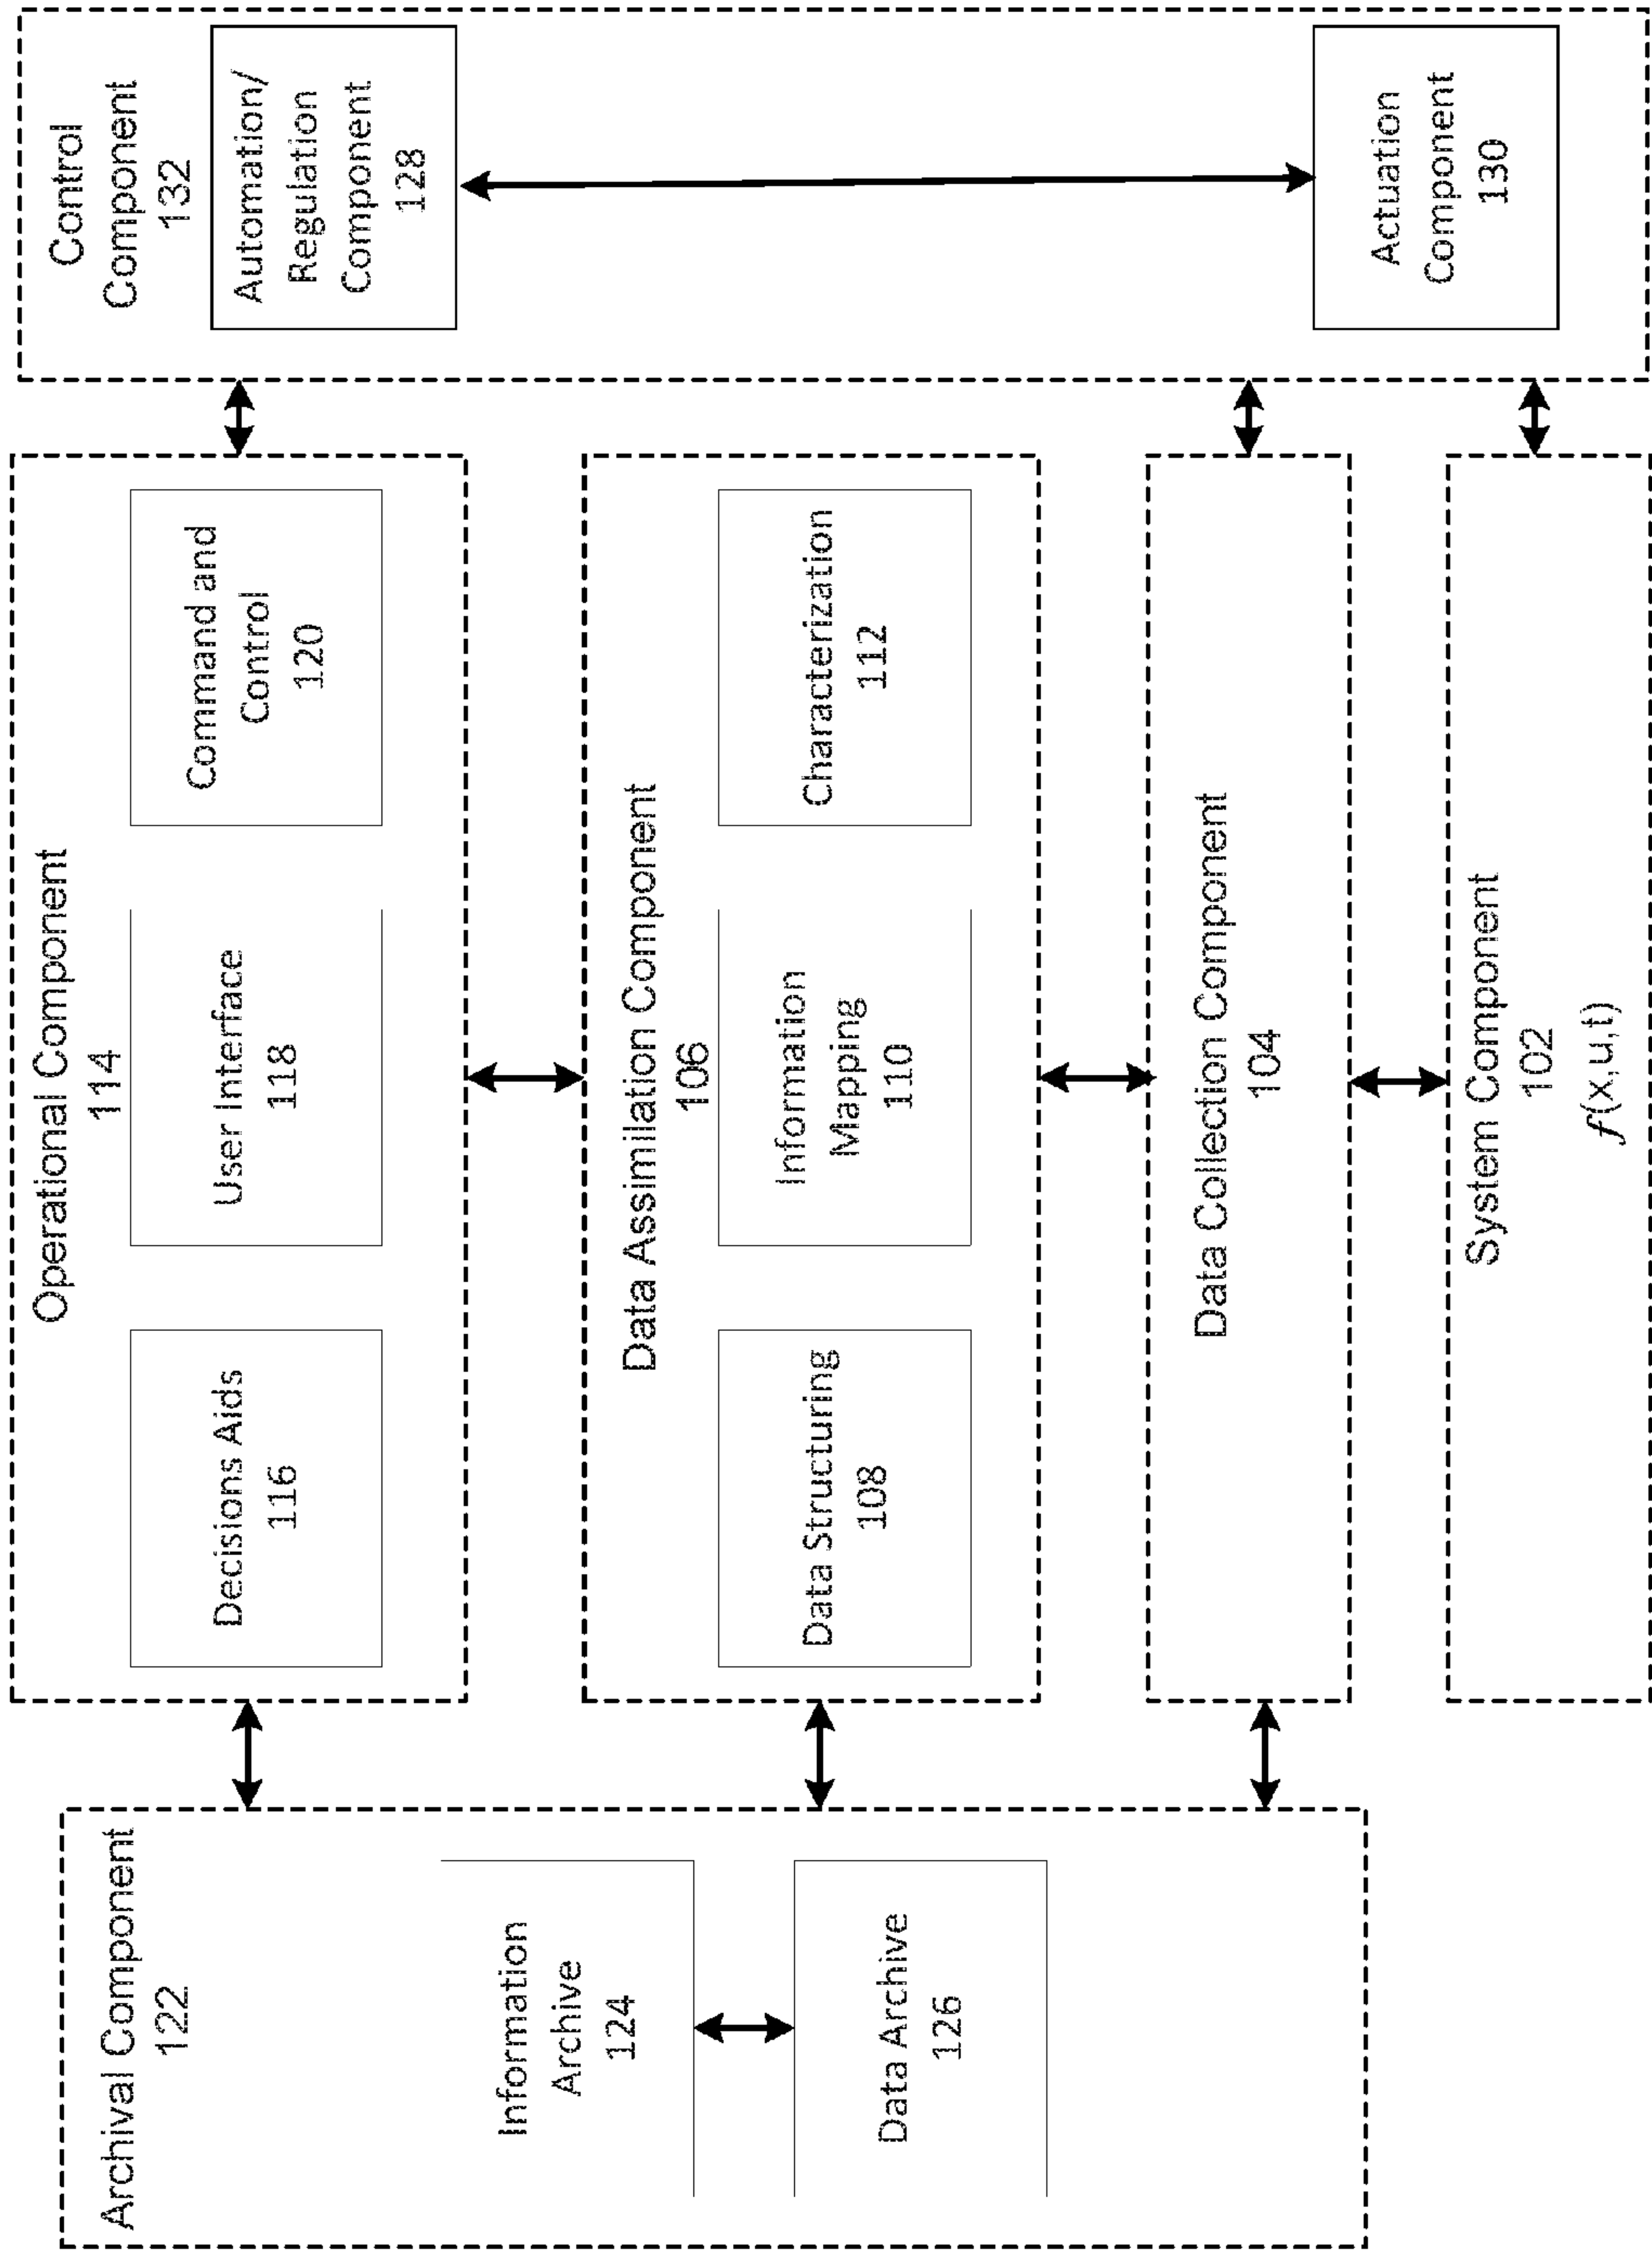 Archival Component
122
Information
Archive
124
Data Archive
126
Operational Component
114
Decisions Aids
116
User Interface
118
Command and
Control
120
Data Assimilation Component
106
Data Structuring
108
Information
Mapping
110
Characterization
112
Data Collection Component
104
System Component
102
f(x,u,t)
Control
Component
132
Automation/
Regulation
Component
128
Actuation
Component
130